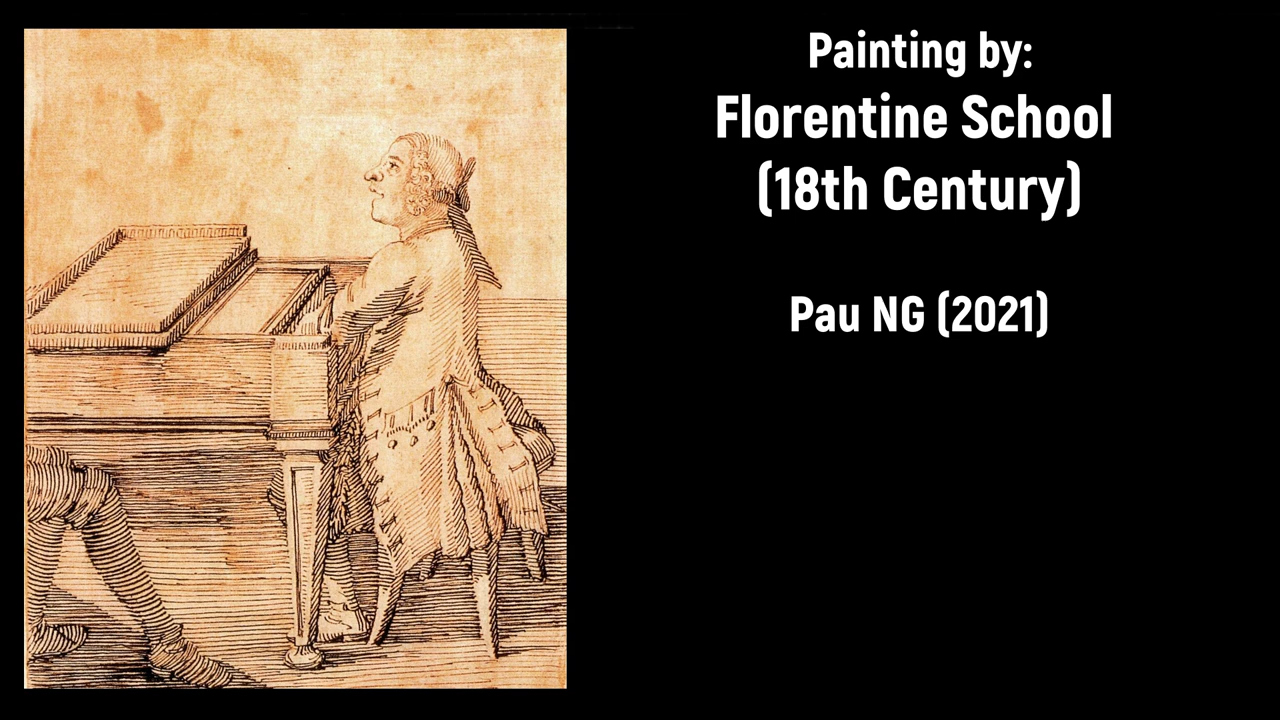 Painting by:
Florentine School
(18th Century)
Pau NG (2021)